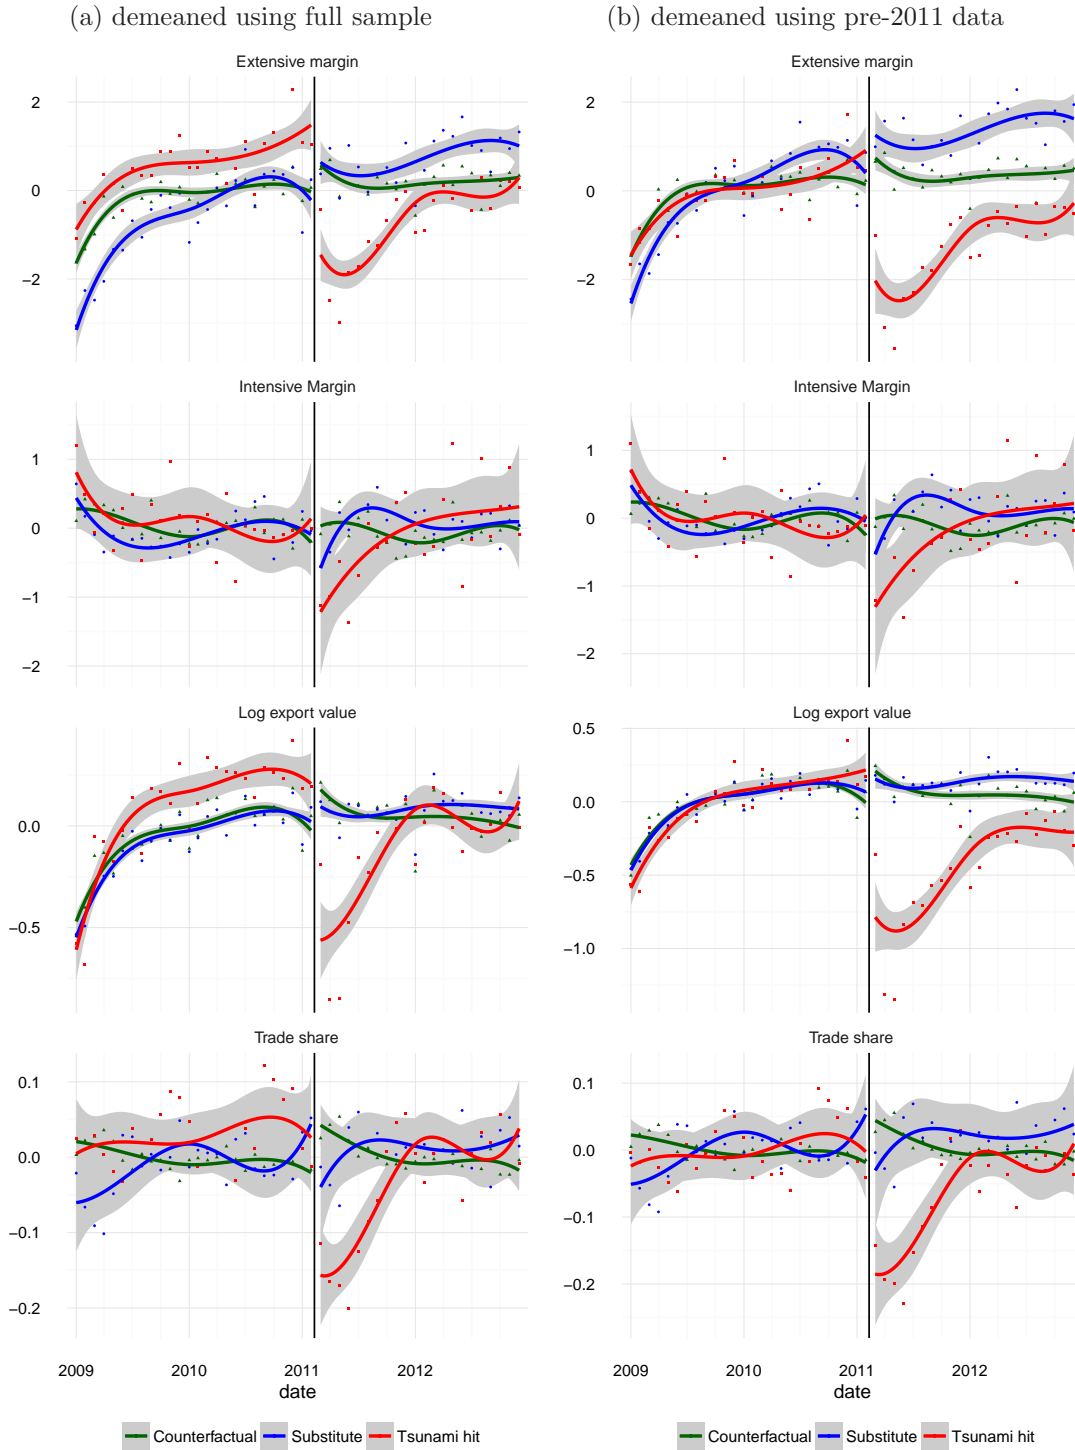 (a) demeaned using full sample
(b) demeaned using pre-2011 data
Extensive margin
2
0
−2
Intensive Margin
1
0
−1
−2
Log export value
0.0
−0.5
Trade share
0.1
0.0
−0.1
−0.2
2009 2010 2011 2012
date
Counterfactual Substitute Tsunami hit
Extensive margin
2
0
−2
Intensive Margin
1
0
−1
−2
Log export value
0.5
0.0
−0.5
−1.0
Trade share
0.1
0.0
−0.1
−0.2
2009 2010 2011 2012
date
Counterfactual Substitute Tsunami hit